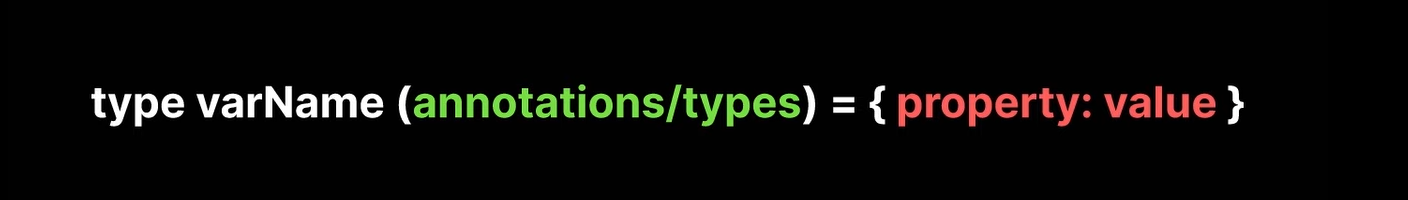 type varName (annotations/types) = { property: value }